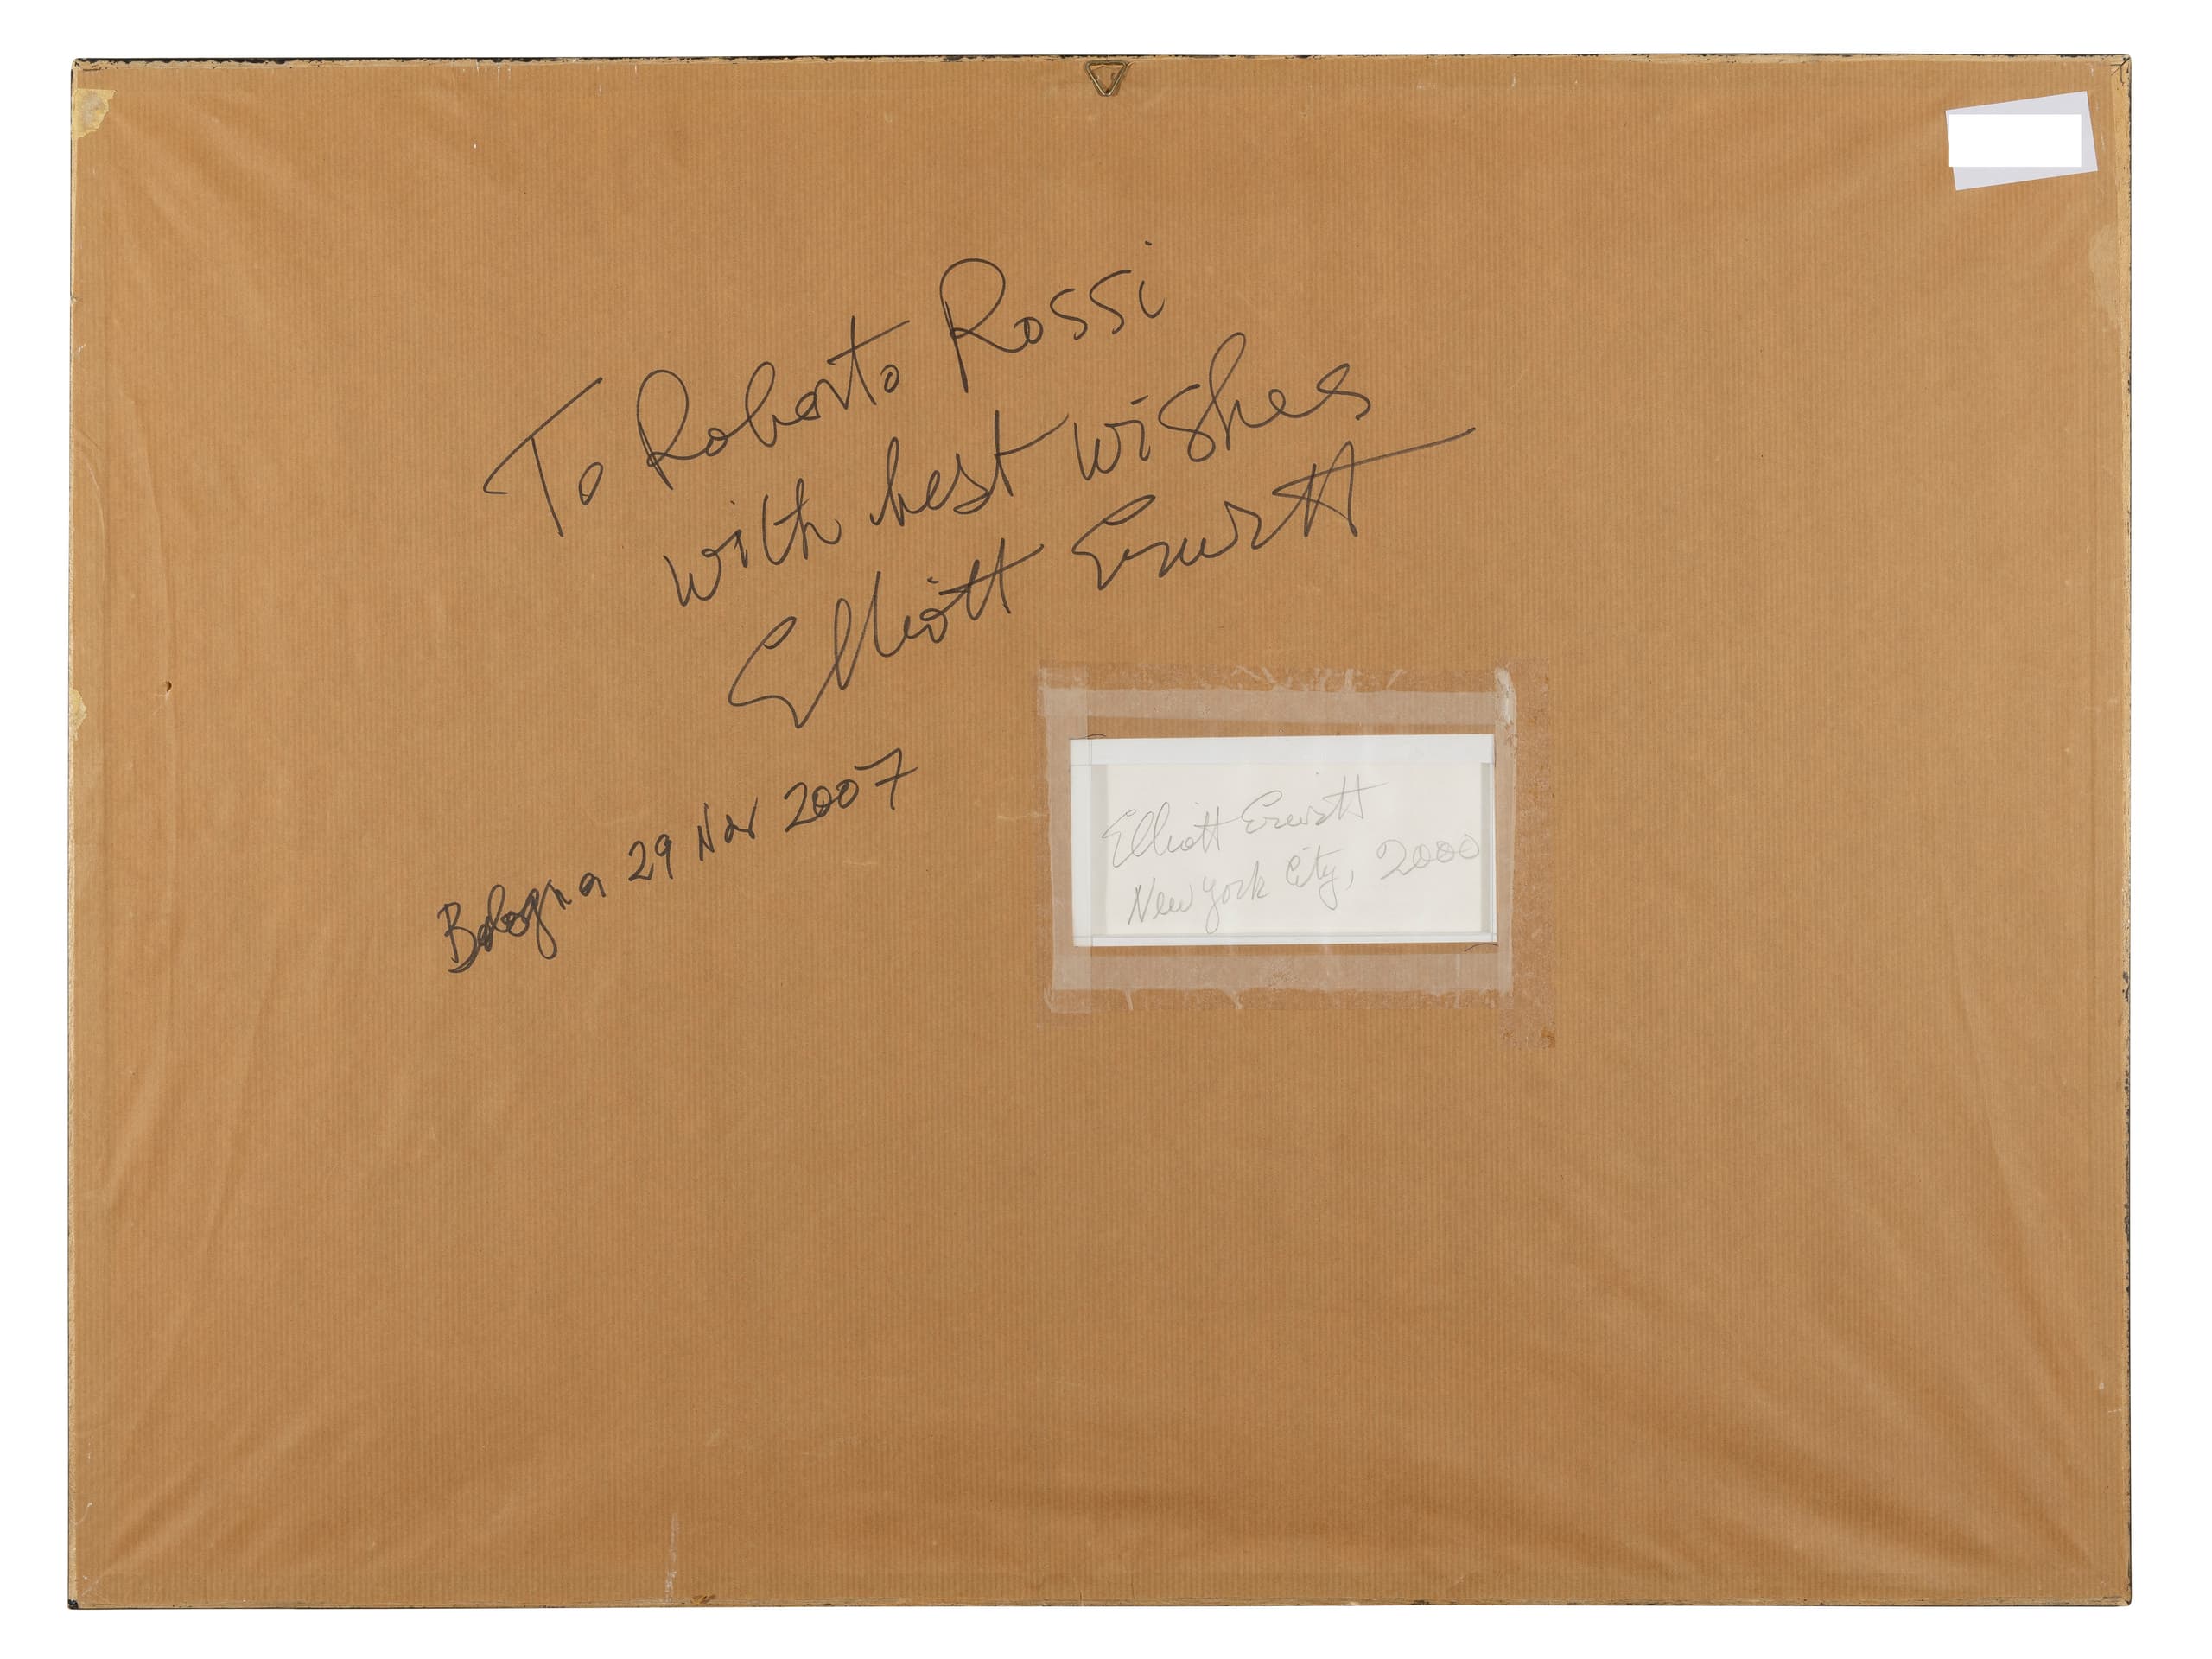 To Roberto Rossi
with best wishes
Elliott Erwitt
Bologna 29 Nov 2007
Elliott Erwitt
New York City, 2000